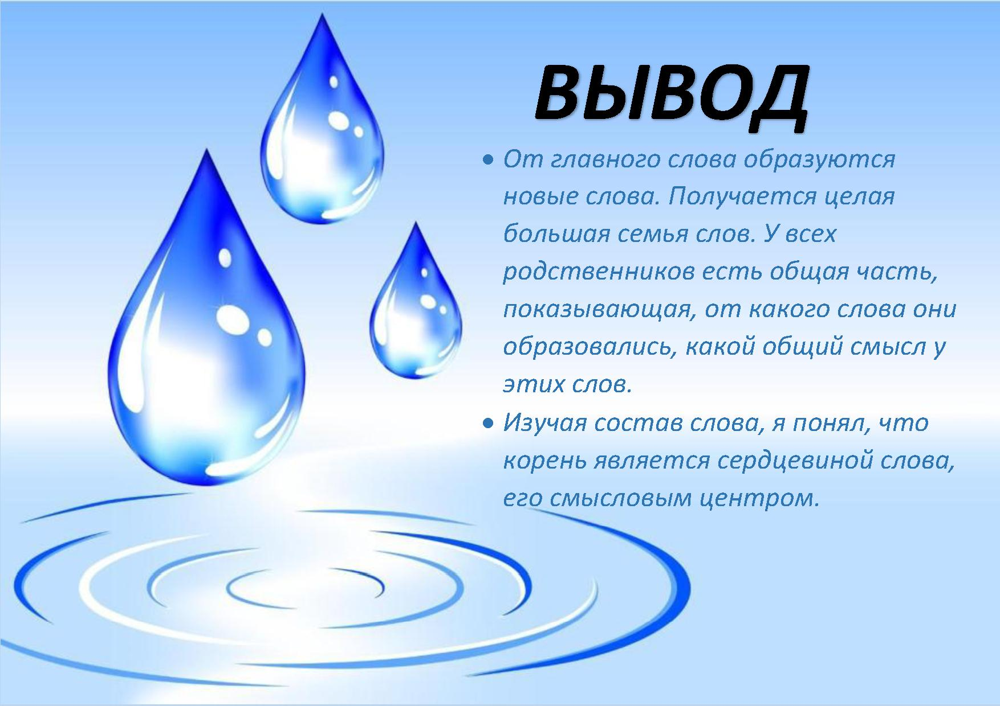 ВЫВОД
• От главного слова образуются
новые слова. Получается целая
большая семья слов. У всех
родственников есть общая часть,
показывающая, от какого слова они
образовались, какой общий смысл у
этих слов.
• Изучая состав слова, я понял, что
корень является сердцевиной слова,
его смысловым центром.